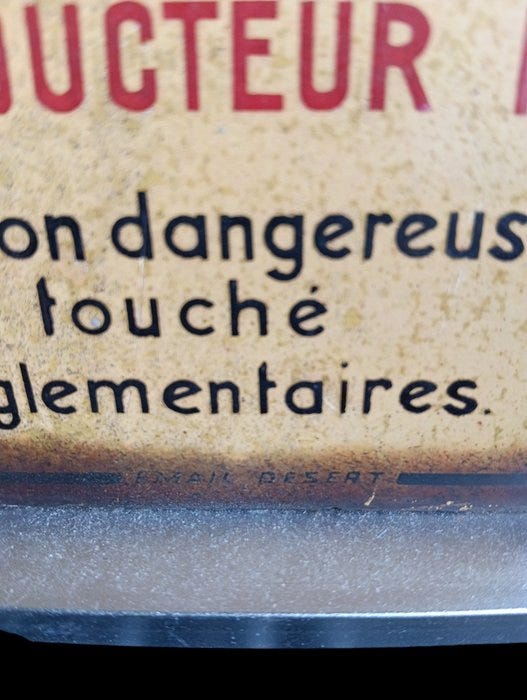 UCTEUR
on dangereus
touché
glementaires.
EMAIL DESERT